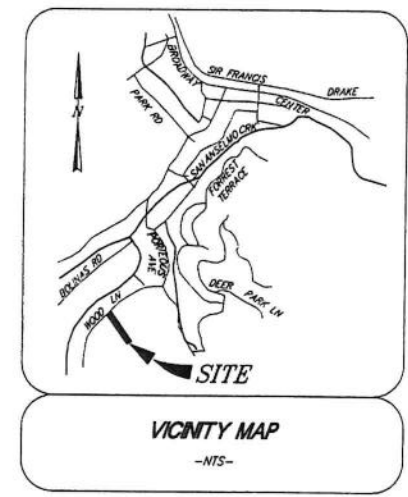 BROADWAY
SIR FRANCIS
DRAKE
PARK RD
CENTER
N
SAN ANSELMO CRK
FORREST
TERRACE
PORTEOUS
AVE
BOLINAS RD
DEER
PARK LN
WOOD LN
SITE
VICINITY MAP
-NTS-